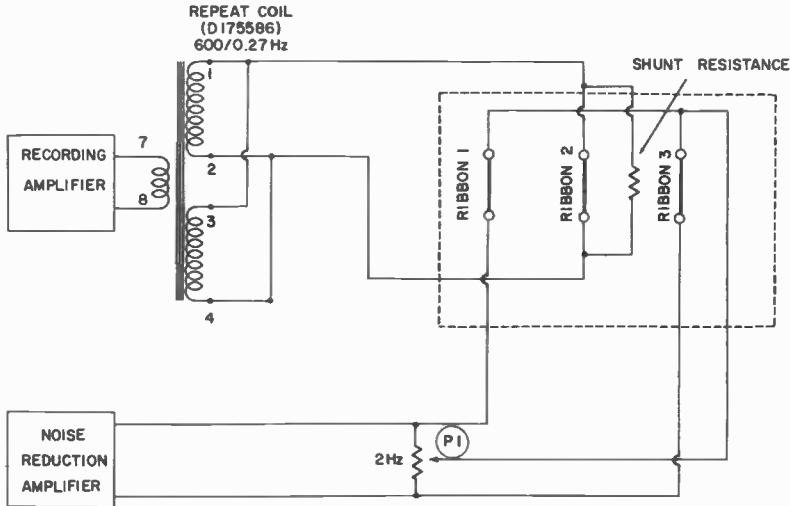 REPEAT COIL
(D175586)
600/0.27Hz
1
2
3
4
7
8
RECORDING
AMPLIFIER
SHUNT RESISTANCE
RIBBON 1
RIBBON 2
RIBBON 3
NOISE
REDUCTION
AMPLIFIER
2Hz
P1